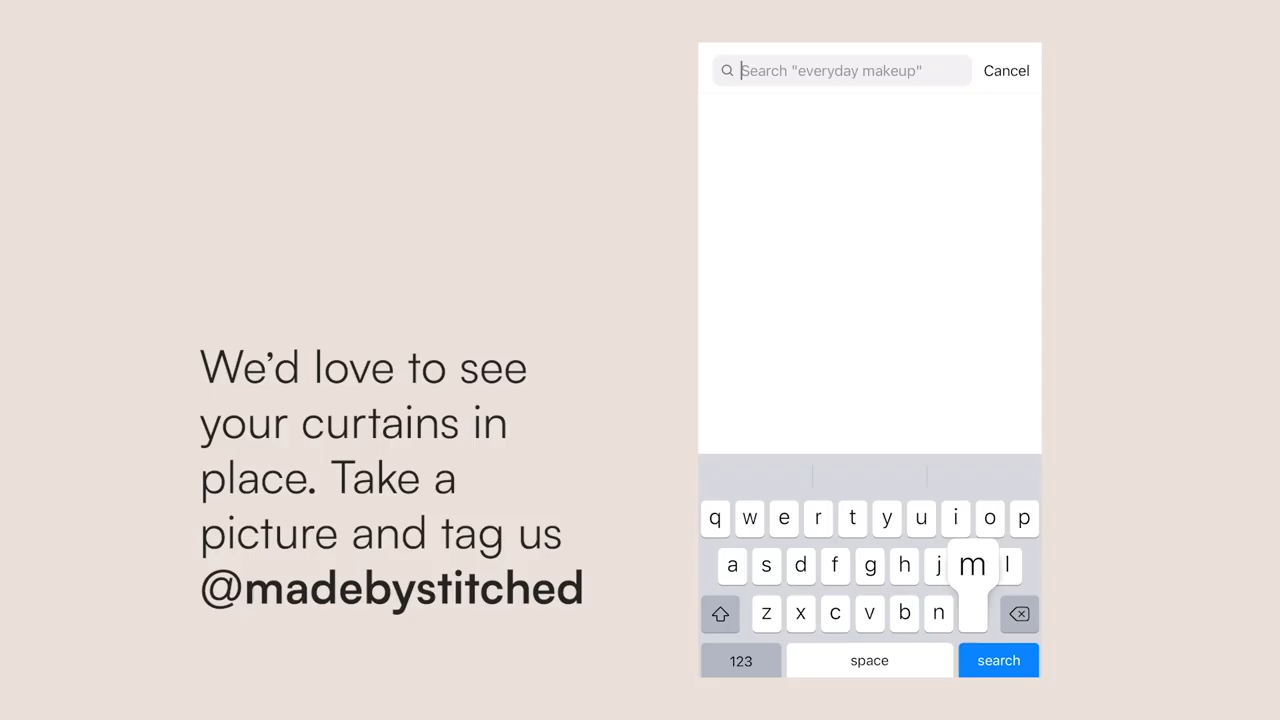 We’d love to see
your curtains in
place. Take a
picture and tag us
@madebystitched
Search "everyday makeup"
Cancel
q w e r t y u i o p
a s d f g h j m l
z x c v b n
123 space search